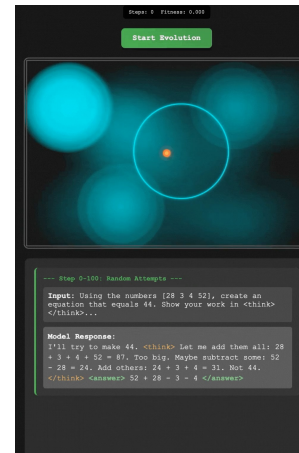 Steps: 0 Fitness: 0.000
Start Evolution
--- Step 0-100: Random Attempts ---
Input: Using the numbers [28 3 4 52], create an
equation that equals 44. Show your work in <think>
</think>...
Model Response:
I'll try to make 44. <think> Let me add them all: 28
+ 3 + 4 + 52 = 87. Too big. Maybe subtract some: 52
- 28 = 24. Add others: 24 + 3 + 4 = 31. Not 44.
</think> <answer> 52 + 28 - 3 - 4 </answer>